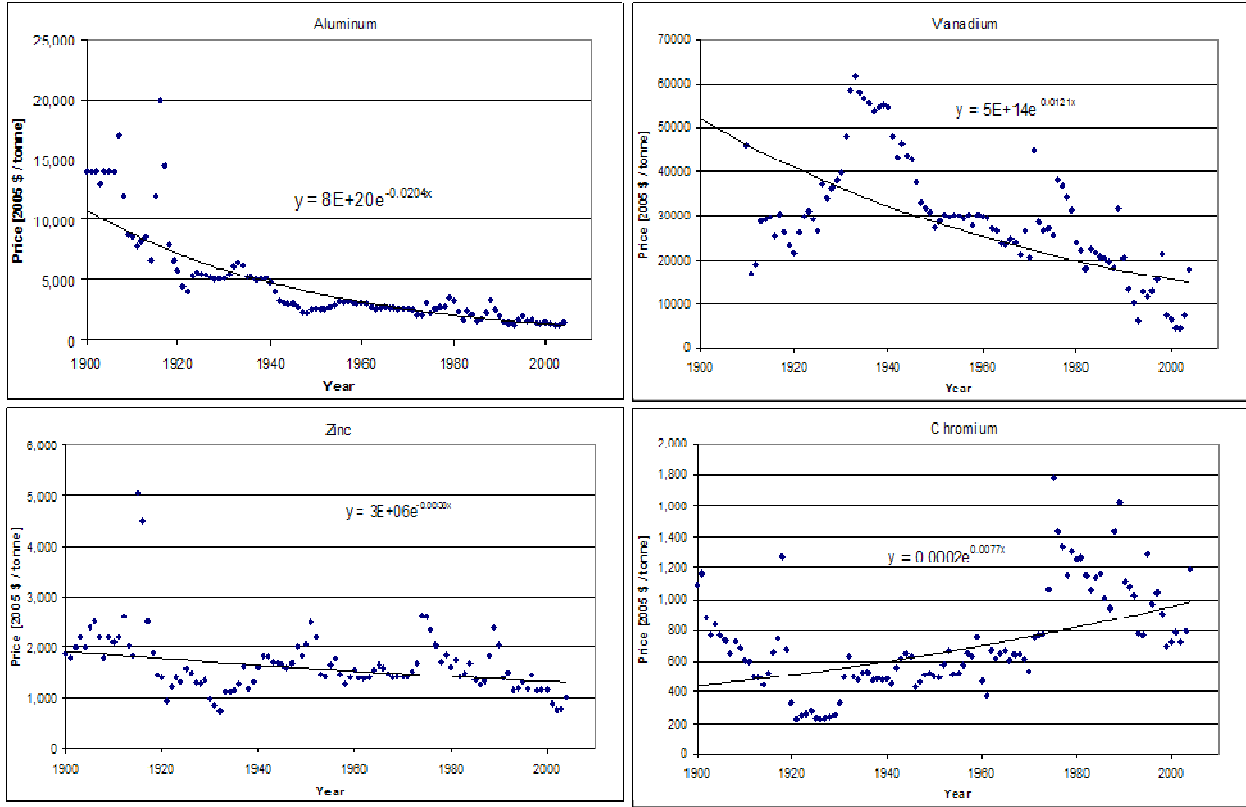 Aluminum
Price [2005 $ / tonne]
25,000
20,000
15,000
10,000
5,000
0
y = 8E+20e-0.0204x
1900 1920 1940 1960 1980 2000
Year
Vanadium
Price [2005 $ / tonne]
70000
60000
50000
40000
30000
20000
10000
0
y = 5E+14e-0.0121x
1900 1920 1940 1960 1980 2000
Year
Zinc
Price [2005 $ / tonne]
6,000
5,000
4,000
3,000
2,000
1,000
0
y = 3E+06e
1900 1920 1940 1960 1980 2000
Year
Chromium
Price [2005 $ / tonne]
2,000
1,800
1,600
1,400
1,200
1,000
800
600
400
200
0
y = 0.0002e0.0077x
1900 1920 1940 1960 1980 2000
Year